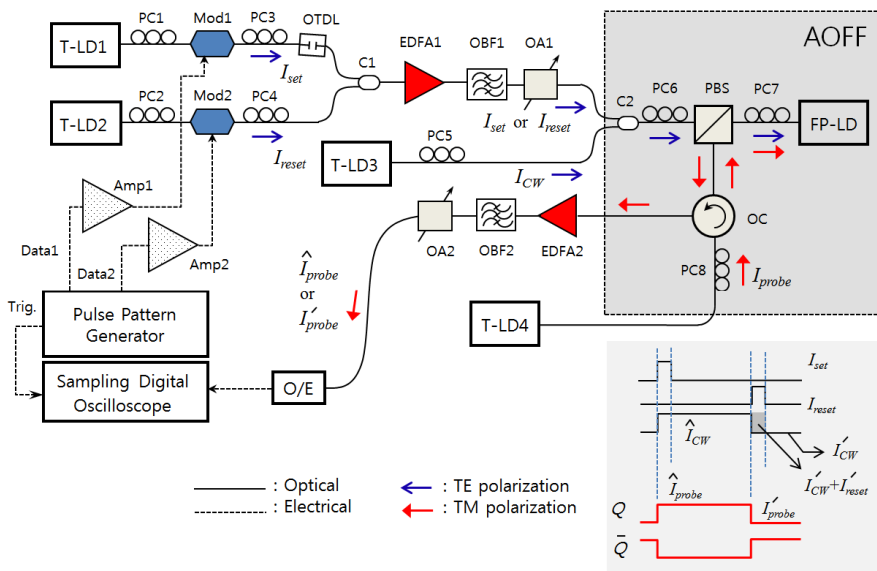 PC1
Mod1
PC3
OTDL
T-LD1
I_set
C1
EDFA1
OBF1
OA1
AOFF
PC2
Mod2
PC4
T-LD2
I_reset
I_set or I_reset
C2
PC6
PBS
PC7
FP-LD
PC5
T-LD3
I_CW
Amp1
Data1
Data2
Amp2
OC
OA2
OBF2
EDFA2
PC8
I_probe
Î_probe
or
I′_probe
Trig.
Pulse Pattern
Generator
T-LD4
Sampling Digital
Oscilloscope
O/E
I_set
I_reset
Î_CW
I′_CW
I′_CW+I′_reset
Î_probe
I′_probe
Q
Q̅
: Optical
: Electrical
: TE polarization
: TM polarization